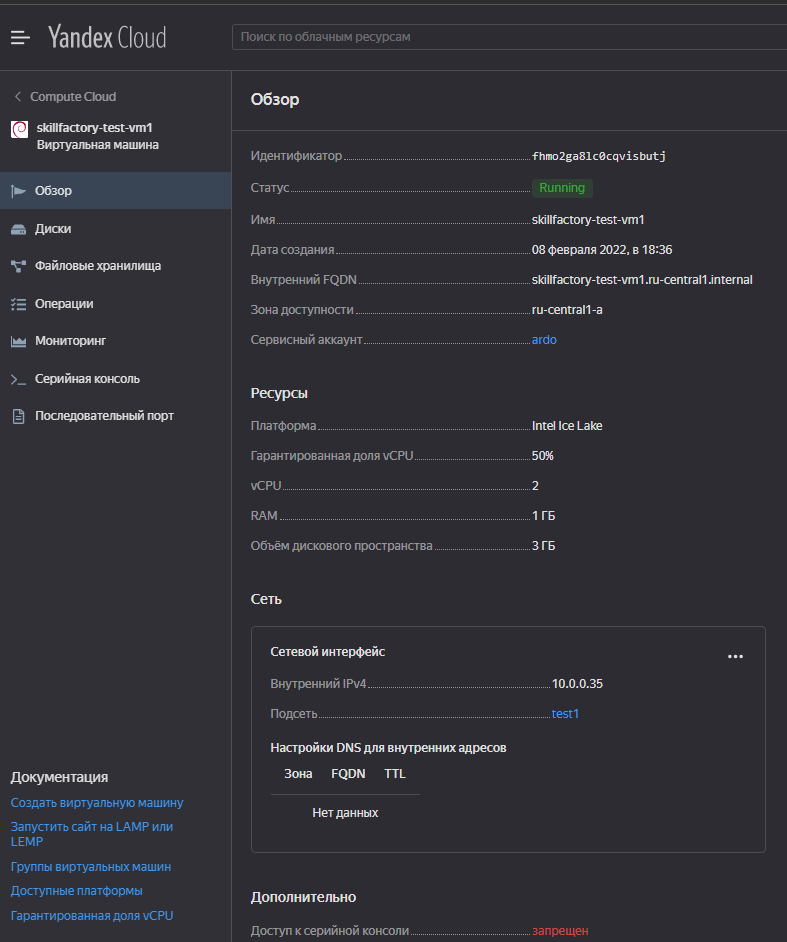 Yandex Cloud
Поиск по облачным ресурсам
Compute Cloud
skillfactory-test-vm1
Виртуальная машина
Обзор
Диски
Файловые хранилища
Операции
Мониторинг
Серийная консоль
Последовательный порт
Документация
Создать виртуальную машину
Запустить сайт на LAMP или
LEMP
Группы виртуальных машин
Доступные платформы
Гарантированная доля vCPU
Обзор
Идентификатор fhmo2ga8lc0cqvisbutj
Статус Running
Имя skillfactory-test-vm1
Дата создания 08 февраля 2022, в 18:36
Внутренний FQDN skillfactory-test-vm1.ru-central1.internal
Зона доступности ru-central1-a
Сервисный аккаунт ardo
Ресурсы
Платформа Intel Ice Lake
Гарантированная доля vCPU 50%
vCPU 2
RAM 1 ГБ
Объём дискового пространства 3 ГБ
Сеть
Сетевой интерфейс
Внутренний IPv4 10.0.0.35
Подсеть test1
Настройки DNS для внутренних адресов
Зона FQDN TTL
Нет данных
Дополнительно
Доступ к серийной консоли запрещен